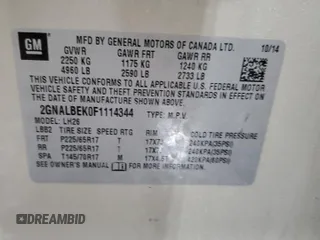 GM
MFD BY GENERAL MOTORS OF CANADA LTD. 10/14
GVWR GAWR FRT GAWR RR
2250 KG 1175 KG 1240 KG
4960 LB 2590 LB 2733 LB
THIS VEHICLE CONFORMS TO ALL APPLICABLE U.S. FEDERAL MOTOR
VEHICLE SAFETY AND THEFT PREVENTION STANDARDS IN EFFECT ON
THE DATE OF MANUFACTURE SHOWN ABOVE.
2GNALBEK0F1114344 TYPE: M.P.V.
MODEL: LH26
LBB2 TIRE SIZE SPEED RTG RIM COLD TIRE PRESSURE
FRT P225/65R17 T 240KPA(35PSI)
RR P225/65R17 T 240KPA(35PSI)
SPA T145/70R17 M 420KPA(60PSI)
SEE OWNER'S MANUAL FOR ADDITIONAL INFORMATION.
DREAMBID